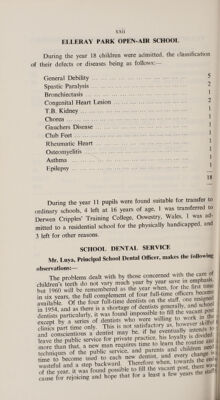 xxii
ELLERAY PARK OPEN-AIR SCHOOL
During the year 18 children were admitted, the classification
of their defects or diseases being as follows:—
General Debility 5
Spastic Paralysis 2
Bronchiectasis 1
Congenital Heart Lesion 2
T.B. Kidney 1
Chorea 1
Gauchers Disease 1
Club Feet 1
Rheumatic Heart 1
Osteomyelitis 1
Asthma 1
Epilepsy 1
18
During the year 11 pupils were found suitable for transfer to
ordinary schools, 4 left at 16 years of age, 1 was transferred to
Derwen Cripples' Training College, Oswestry, Wales, 1 was ad-
mitted to a residential school for the physically handicapped, and
3 left for other reasons.
SCHOOL DENTAL SERVICE
Mr. Luya, Principal School Dental Officer, makes the following
observations:—
The problems dealt with by those concerned with the care of
children's teeth do not vary much year by year save in emphasis,
but 1960 will be remembered as the year when, for the first time
in six years, the full complement of four full-time officers became
available. Of the four full-time dentists on the staff, one resigned
in 1954, and as there is a shortage of dentists generally, and school
dentists particularly, it was found impossible to fill the vacant post
except by a series of dentists who were willing to work in the
clinics part time only. This is not satisfactory as, however skilful
and conscientious a dentist may be, if he eventually intends to
leave the public service for private practice, his loyalty is divided;
more than that, a new man requires time to learn the routine and
techniques of the public service, and parents and children need
time to become used to each new dentist, and every change is
wasteful and a step backward. Therefore when, towards the end
of the year, it was found possible to fill the vacant post, there was
cause for rejoicing and hope that for a least a few years the staff